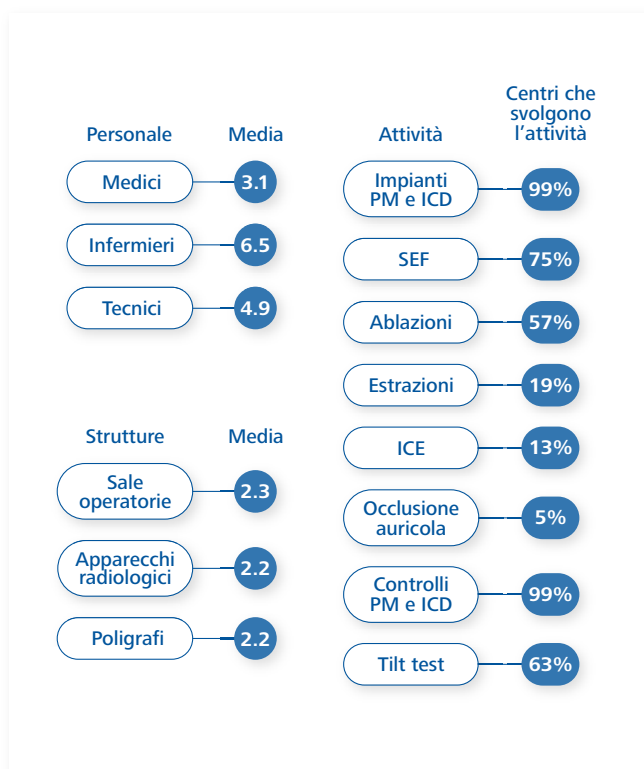 Personale Media
Medici 3.1
Infermieri 6.5
Tecnici 4.9
Strutture Media
Sale
operatorie 2.3
Apparecchi
radiologici 2.2
Poligrafi 2.2
Attività Centri che
svolgono
l'attività
Impianti
PM e ICD 99%
SEF 75%
Ablazioni 57%
Estrazioni 19%
ICE 13%
Occlusione
auricola 5%
Controlli
PM e ICD 99%
Tilt test 63%